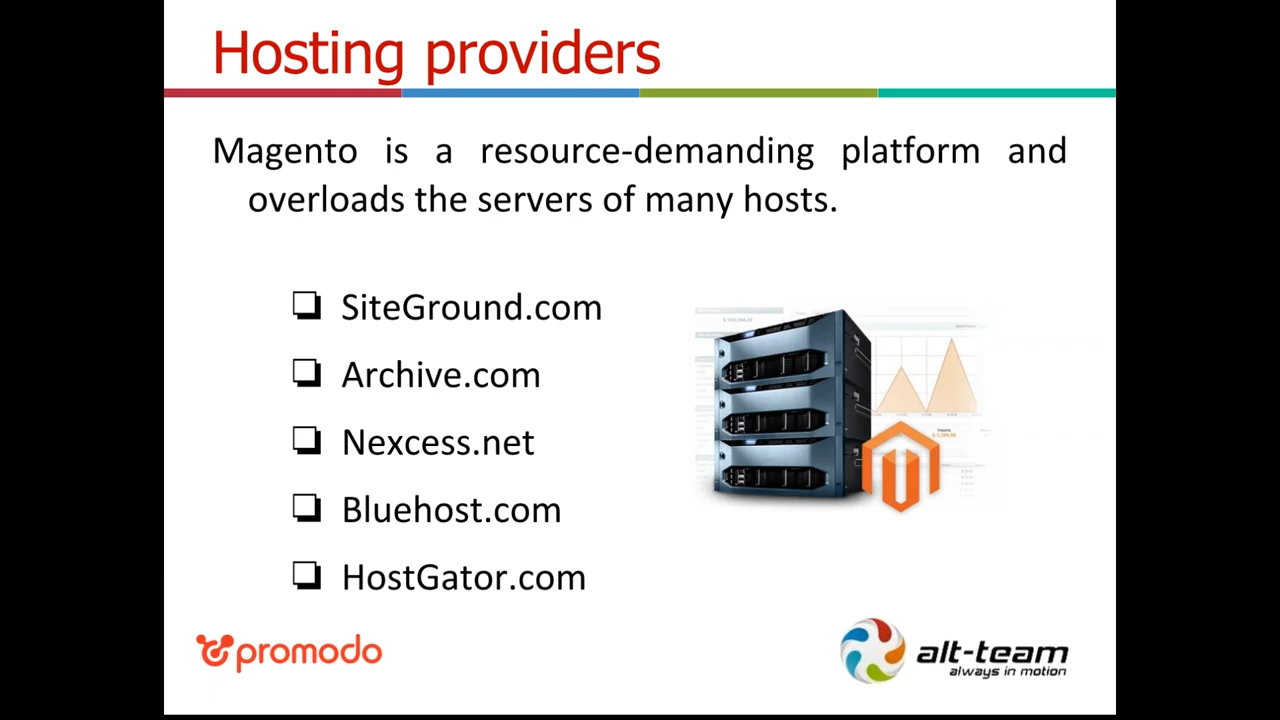 Hosting providers
Magento is a resource-demanding platform and
overloads the servers of many hosts.
❏ SiteGround.com
❏ Archive.com
❏ Nexcess.net
❏ Bluehost.com
❏ HostGator.com
promodo
alt-team
always in motion